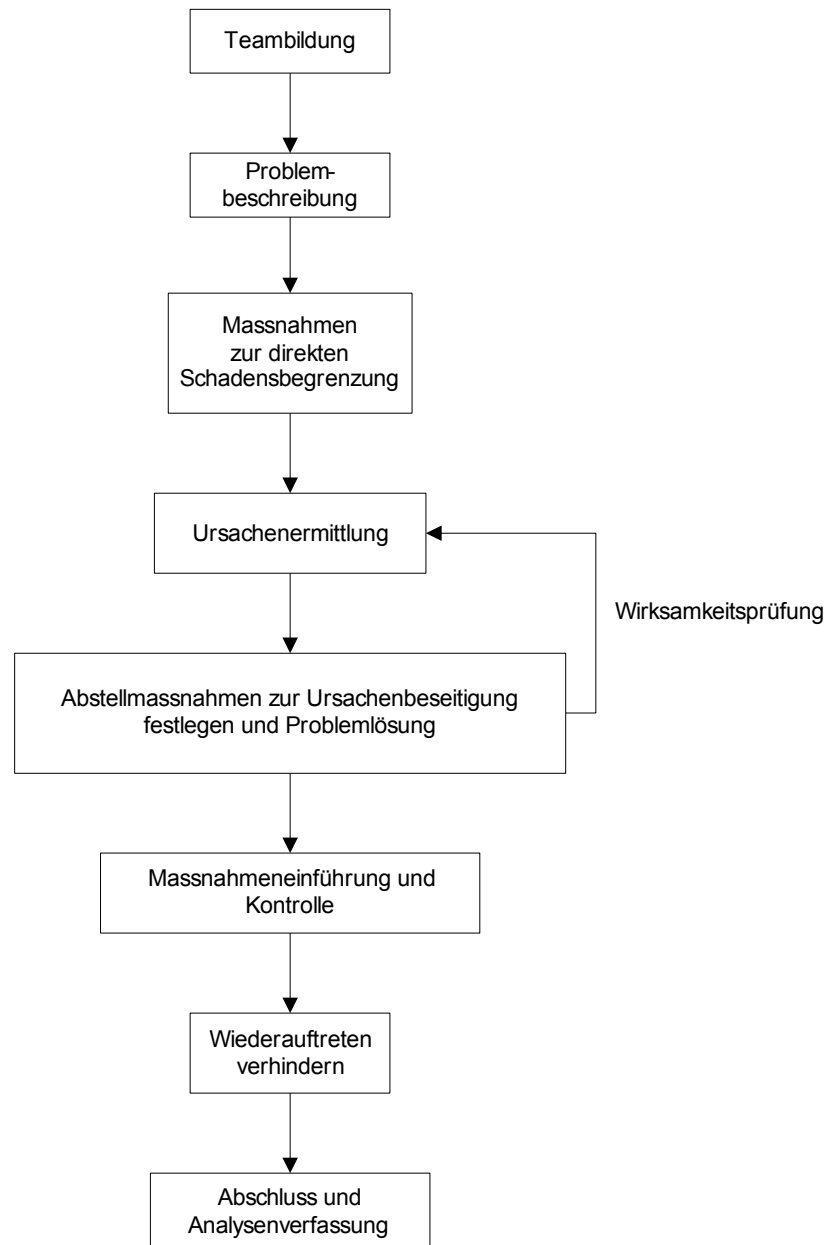 Teambildung
Problem-
beschreibung
Massnahmen
zur direkten
Schadensbegrenzung
Ursachenermittlung
Wirksamkeitsprüfung
Abstellmassnahmen zur Ursachenbeseitigung
festlegen und Problemlösung
Massnahmeneinführung und
Kontrolle
Wiederauftreten
verhindern
Abschluss und
Analysenverfassung